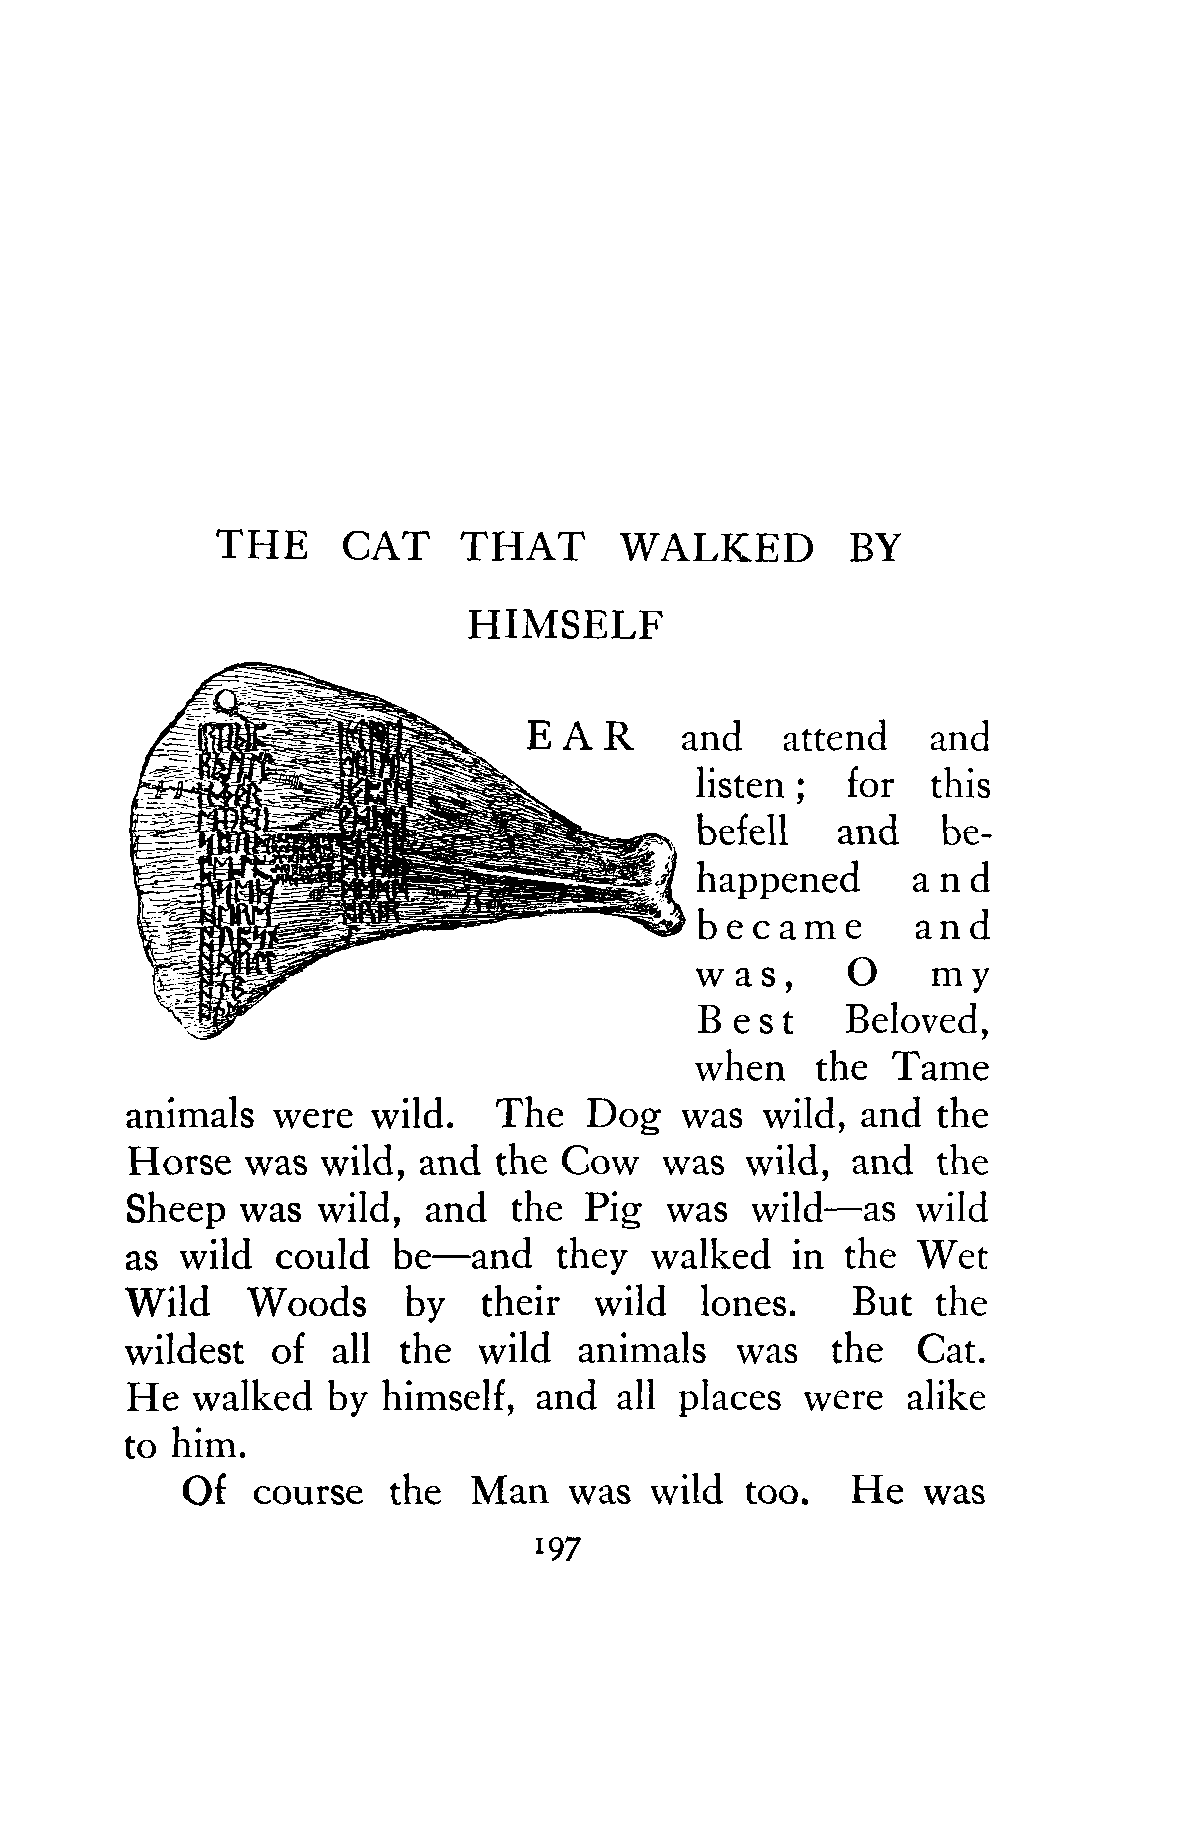 THE CAT THAT WALKED BY
HIMSELF
EAR and attend and
listen; for this
befell and be-
happened and
became and
was, O my
Best Beloved,
when the Tame
animals were wild. The Dog was wild, and the
Horse was wild, and the Cow was wild, and the
Sheep was wild, and the Pig was wild—as wild
as wild could be—and they walked in the Wet
Wild Woods by their wild lones. But the
wildest of all the wild animals was the Cat.
He walked by himself, and all places were alike
to him.
Of course the Man was wild too. He was
197